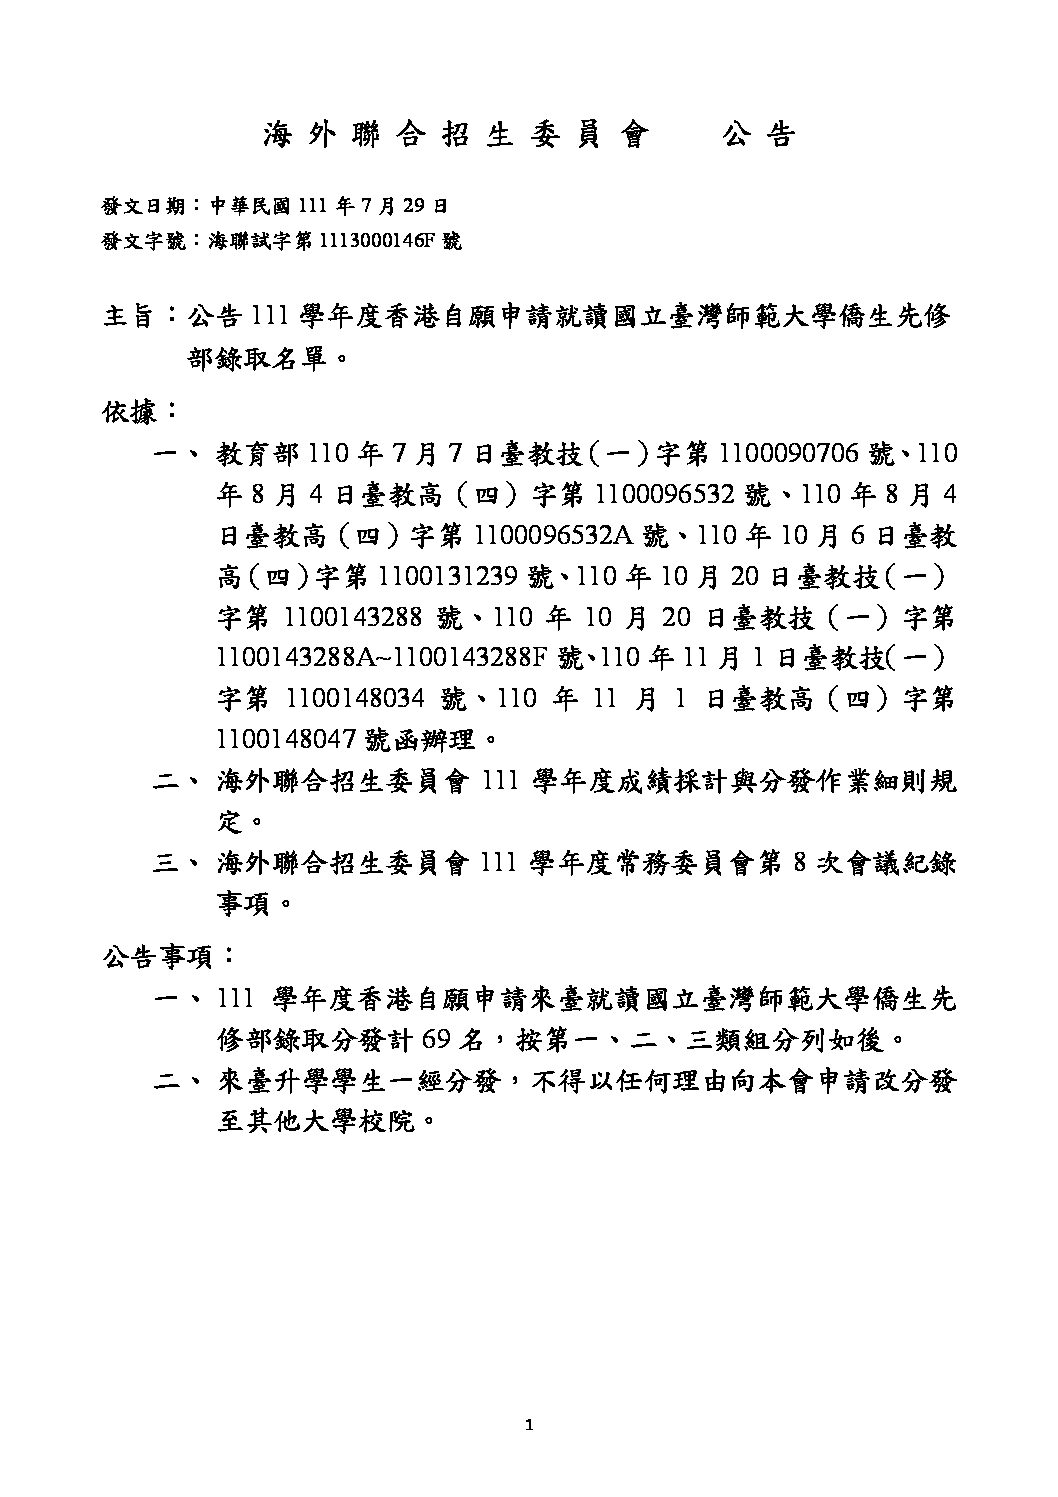 海外聯合招生委員會 公告
發文日期：中華民國 111 年 7 月 29 日
發文字號：海聯試字第 1113000146F 號
主旨：公告 111 學年度香港自願申請就讀國立臺灣師範大學僑生先修
部錄取名單。
依據：
一、 教育部 110 年 7 月 7 日臺教技(一)字第 1100090706 號、110
年 8 月 4 日臺教高(四)字第 1100096532 號、110 年 8 月 4
日臺教高(四)字第 1100096532A 號、110 年 10 月 6 日臺教
高(四)字第 1100131239 號、110 年 10 月 20 日臺教技(一)
字第 1100143288 號、110 年 10 月 20 日臺教技(一)字第
1100143288A~1100143288F 號、110 年 11 月 1 日臺教技(一)
字第 1100148034 號、110 年 11 月 1 日臺教高(四)字第
1100148047 號函辦理。
二、 海外聯合招生委員會 111 學年度成績採計與分發作業細則規
定。
三、 海外聯合招生委員會 111 學年度常務委員會第 8 次會議紀錄
事項。
公告事項：
一、 111 學年度香港自願申請來臺就讀國立臺灣師範大學僑生先
修部錄取分發計 69 名，按第一、二、三類組分列如後。
二、 來臺升學學生一經分發，不得以任何理由向本會申請改分發
至其他大學校院。
1